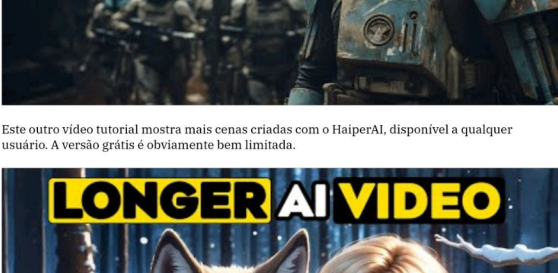 Este outro vídeo tutorial mostra mais cenas criadas com o HaiperAI, disponível a qualquer
usuário. A versão grátis é obviamente bem limitada.
LONGER AI VIDEO